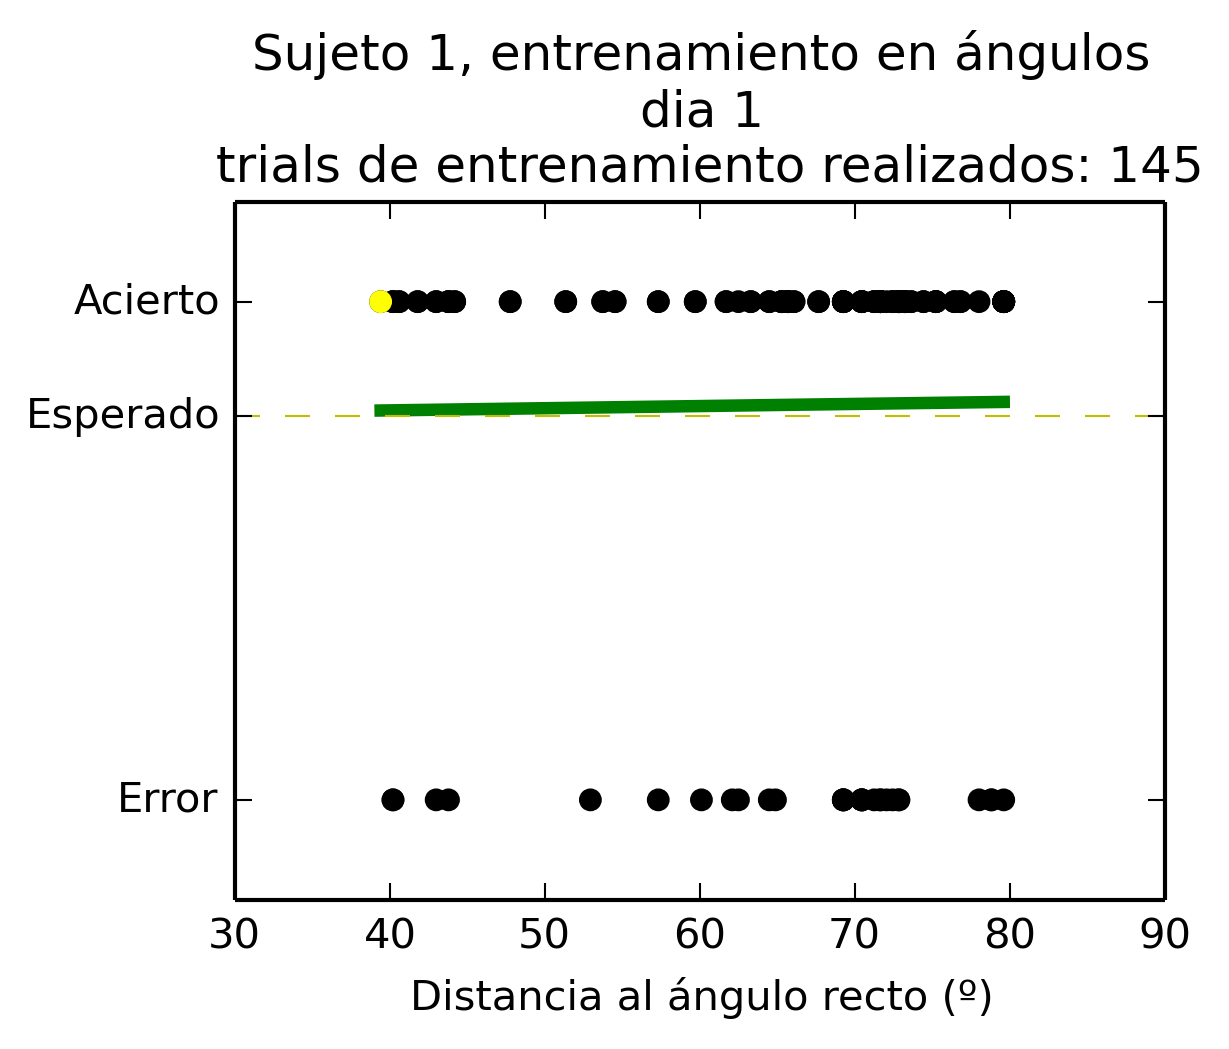 Sujeto 1, entrenamiento en ángulos
dia 1
trials de entrenamiento realizados: 145
Acierto
Esperado
Error
30 40 50 60 70 80 90
Distancia al ángulo recto (º)